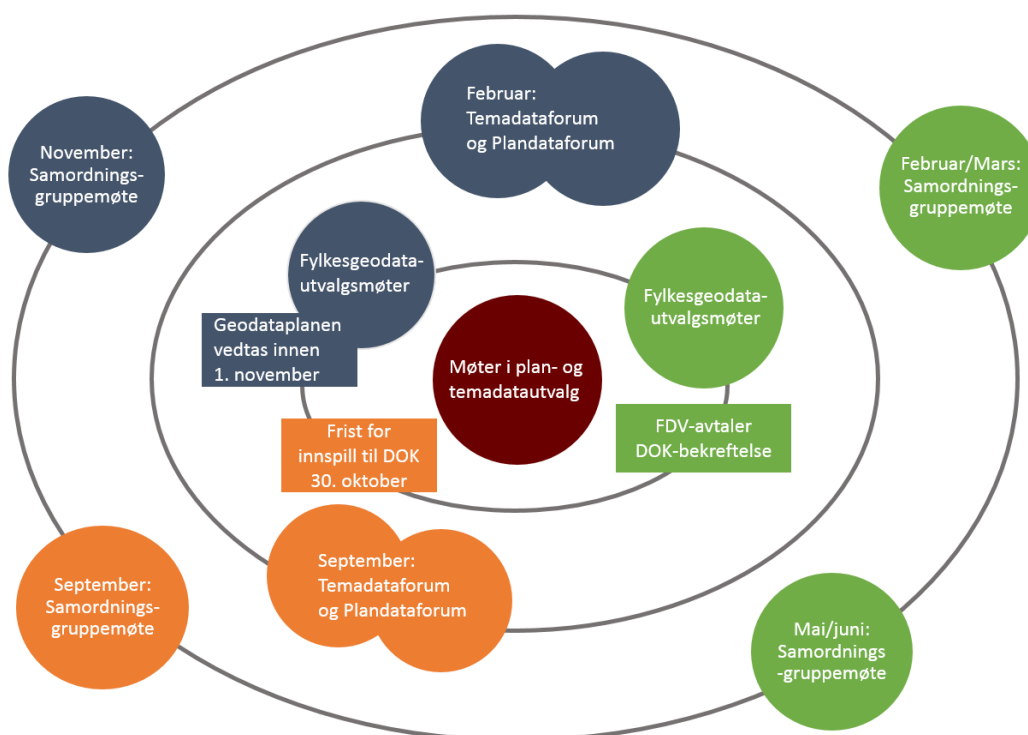 Februar:
Temadataforum
og Plandataforum
November:
Samordnings-
gruppemøte
Februar/Mars:
Samordnings-
gruppemøte
Fylkesgeodata-
utvalgsmøter
Geodataplanen
vedtas innen
1. november
Fylkesgeodata-
utvalgsmøter
Møter i plan- og
temadatautvalg
FDV-avtaler
DOK-bekreftelse
Frist for
innspill til DOK
30. oktober
September:
Temadataforum
og Plandataforum
September:
Samordnings-
gruppemøte
Mai/juni:
Samordnings
-gruppemøte